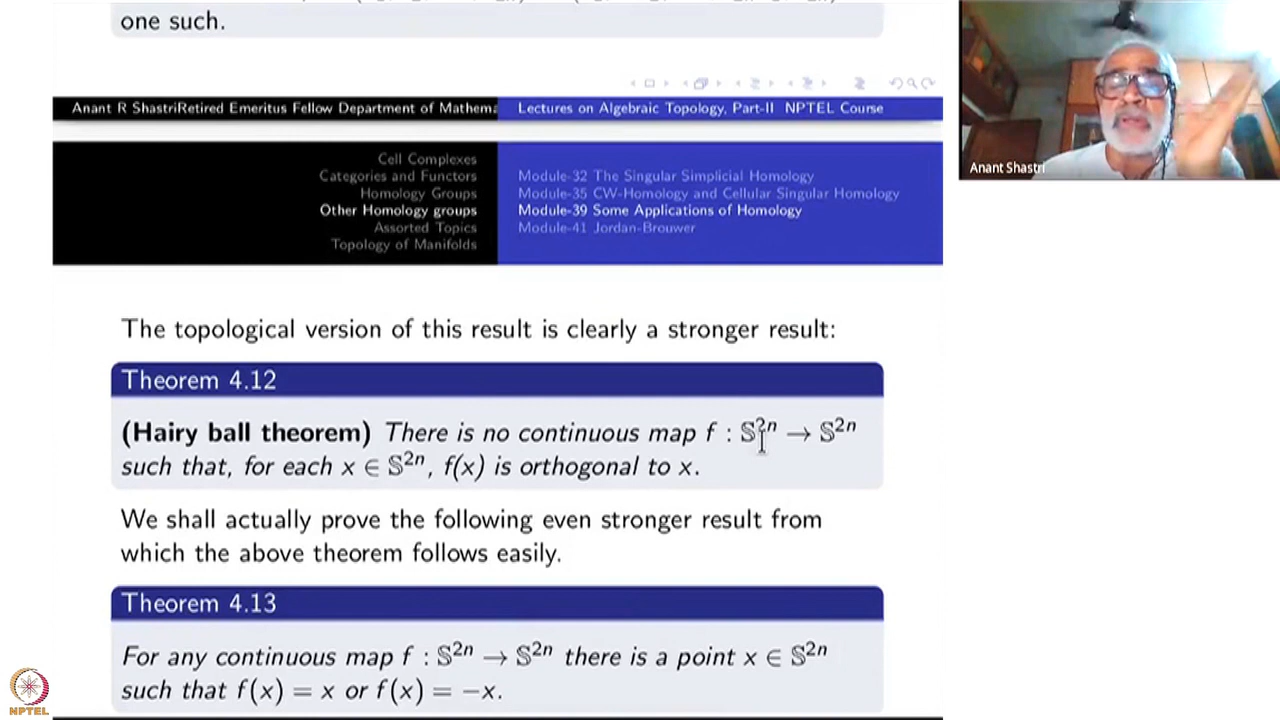 one such.
Anant R ShastriRetired Emeritus Fellow Department of Mathema
Lectures on Algebraic Topology, Part-II NPTEL Course
Cell Complexes
Categories and Functors
Homology Groups
Other Homology groups
Assorted Topics
Topology of Manifolds
Module-32 The Singular Simplicial Homology
Module-35 CW-Homology and Cellular Singular Homology
Module-39 Some Applications of Homology
Module-41 Jordan-Brouwer
Anant Shastri
The topological version of this result is clearly a stronger result:
Theorem 4.12
(Hairy ball theorem) There is no continuous map f : 𝕊²ⁿ → 𝕊²ⁿ
such that, for each x ∈ 𝕊²ⁿ, f(x) is orthogonal to x.
We shall actually prove the following even stronger result from
which the above theorem follows easily.
Theorem 4.13
For any continuous map f : 𝕊²ⁿ → 𝕊²ⁿ there is a point x ∈ 𝕊²ⁿ
such that f(x) = x or f(x) = −x.
NPTEL